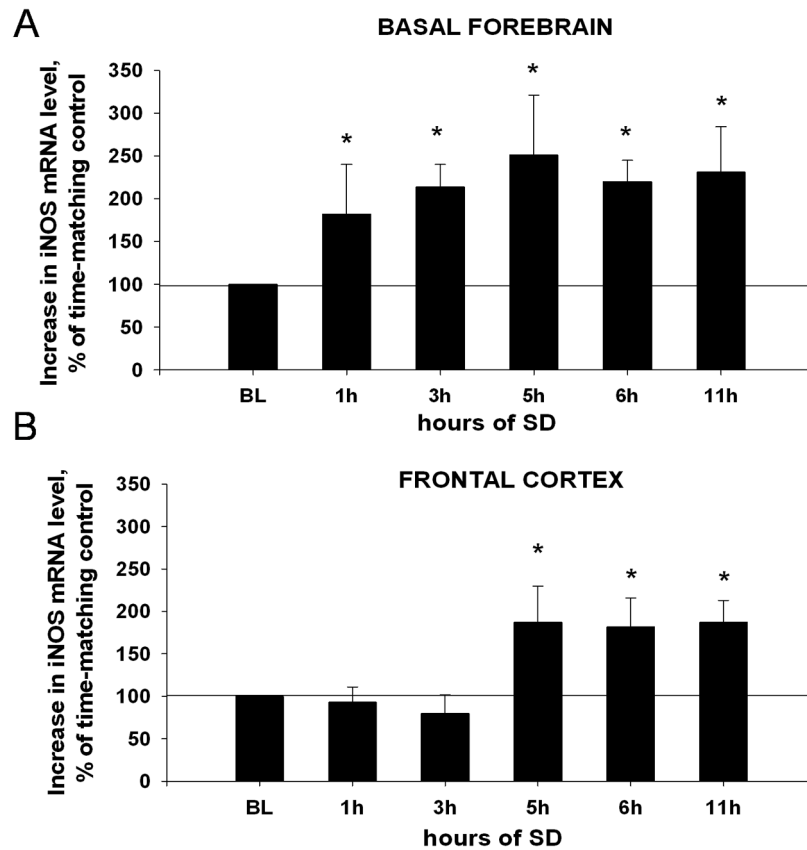 A
BASAL FOREBRAIN
Increase in iNOS mRNA level,
% of time-matching control
350
300
250
200
150
100
50
0
* * * * *
BL 1h 3h 5h 6h 11h
hours of SD
B
FRONTAL CORTEX
Increase in iNOS mRNA level,
% of time-matching control
350
300
250
200
150
100
50
0
* * *
BL 1h 3h 5h 6h 11h
hours of SD